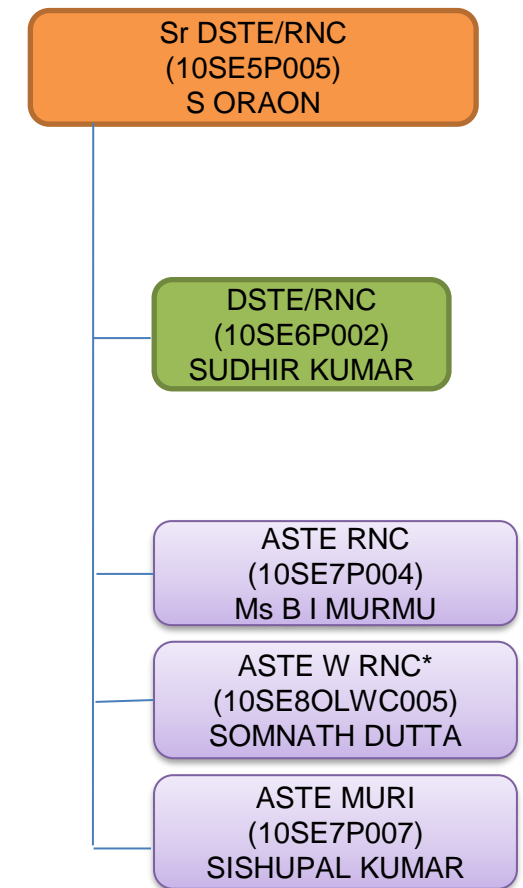 Sr DSTE/RNC
(10SE5P005)
S ORAON
DSTE/RNC
(10SE6P002)
SUDHIR KUMAR
ASTE RNC
(10SE7P004)
Ms B I MURMU
ASTE W RNC*
(10SE8OLWC005)
SOMNATH DUTTA
ASTE MURI
(10SE7P007)
SISHUPAL KUMAR